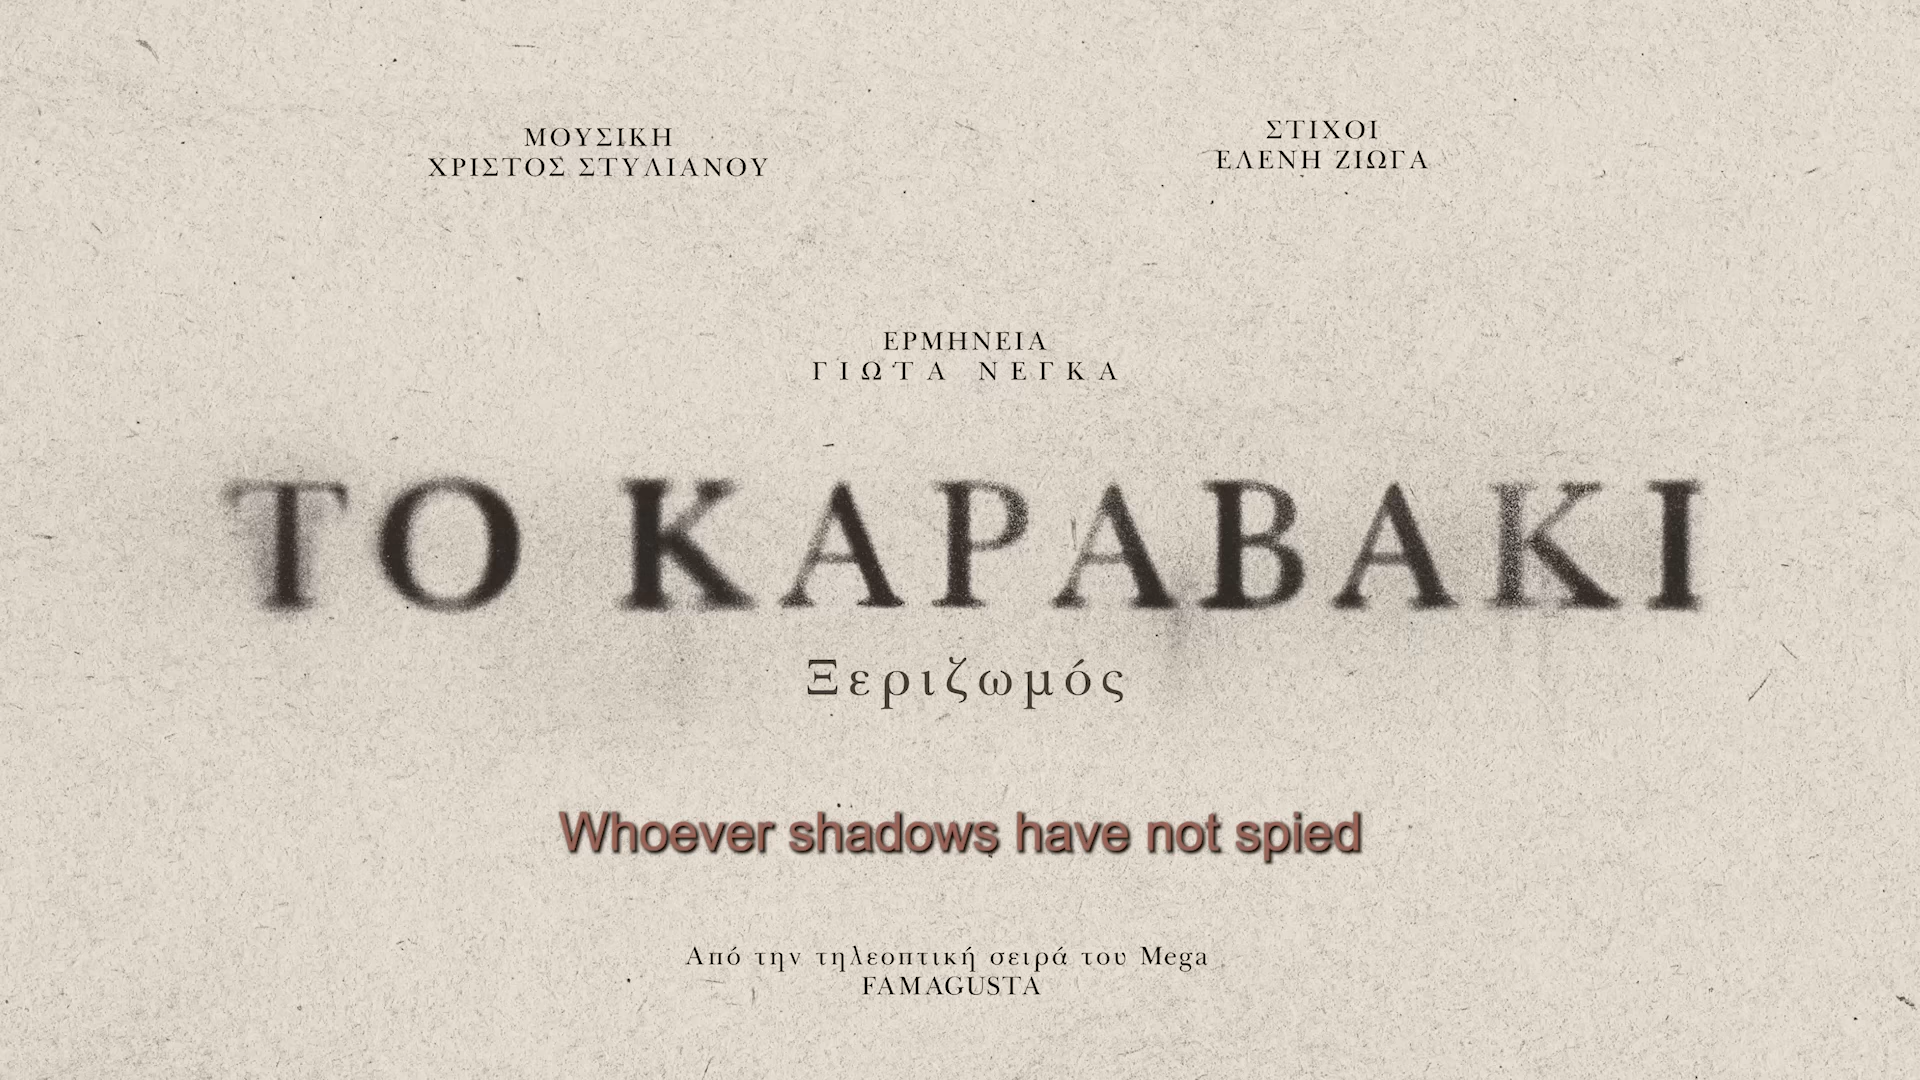 ΜΟΥΣΙΚΗ
ΧΡΙΣΤΟΣ ΣΤΥΛΙΑΝΟΥ
ΣΤΙΧΟΙ
ΕΛΕΝΗ ΖΙΩΓΑ
ΕΡΜΗΝΕΙΑ
ΓΙΩΤΑ ΝΕΓΚΑ
ΤΟ ΚΑΡΑΒΑΚΙ
Ξεριζωμός
Whoever shadows have not spied
Από την τηλεοπτική σειρά του Mega
FAMAGUSTA